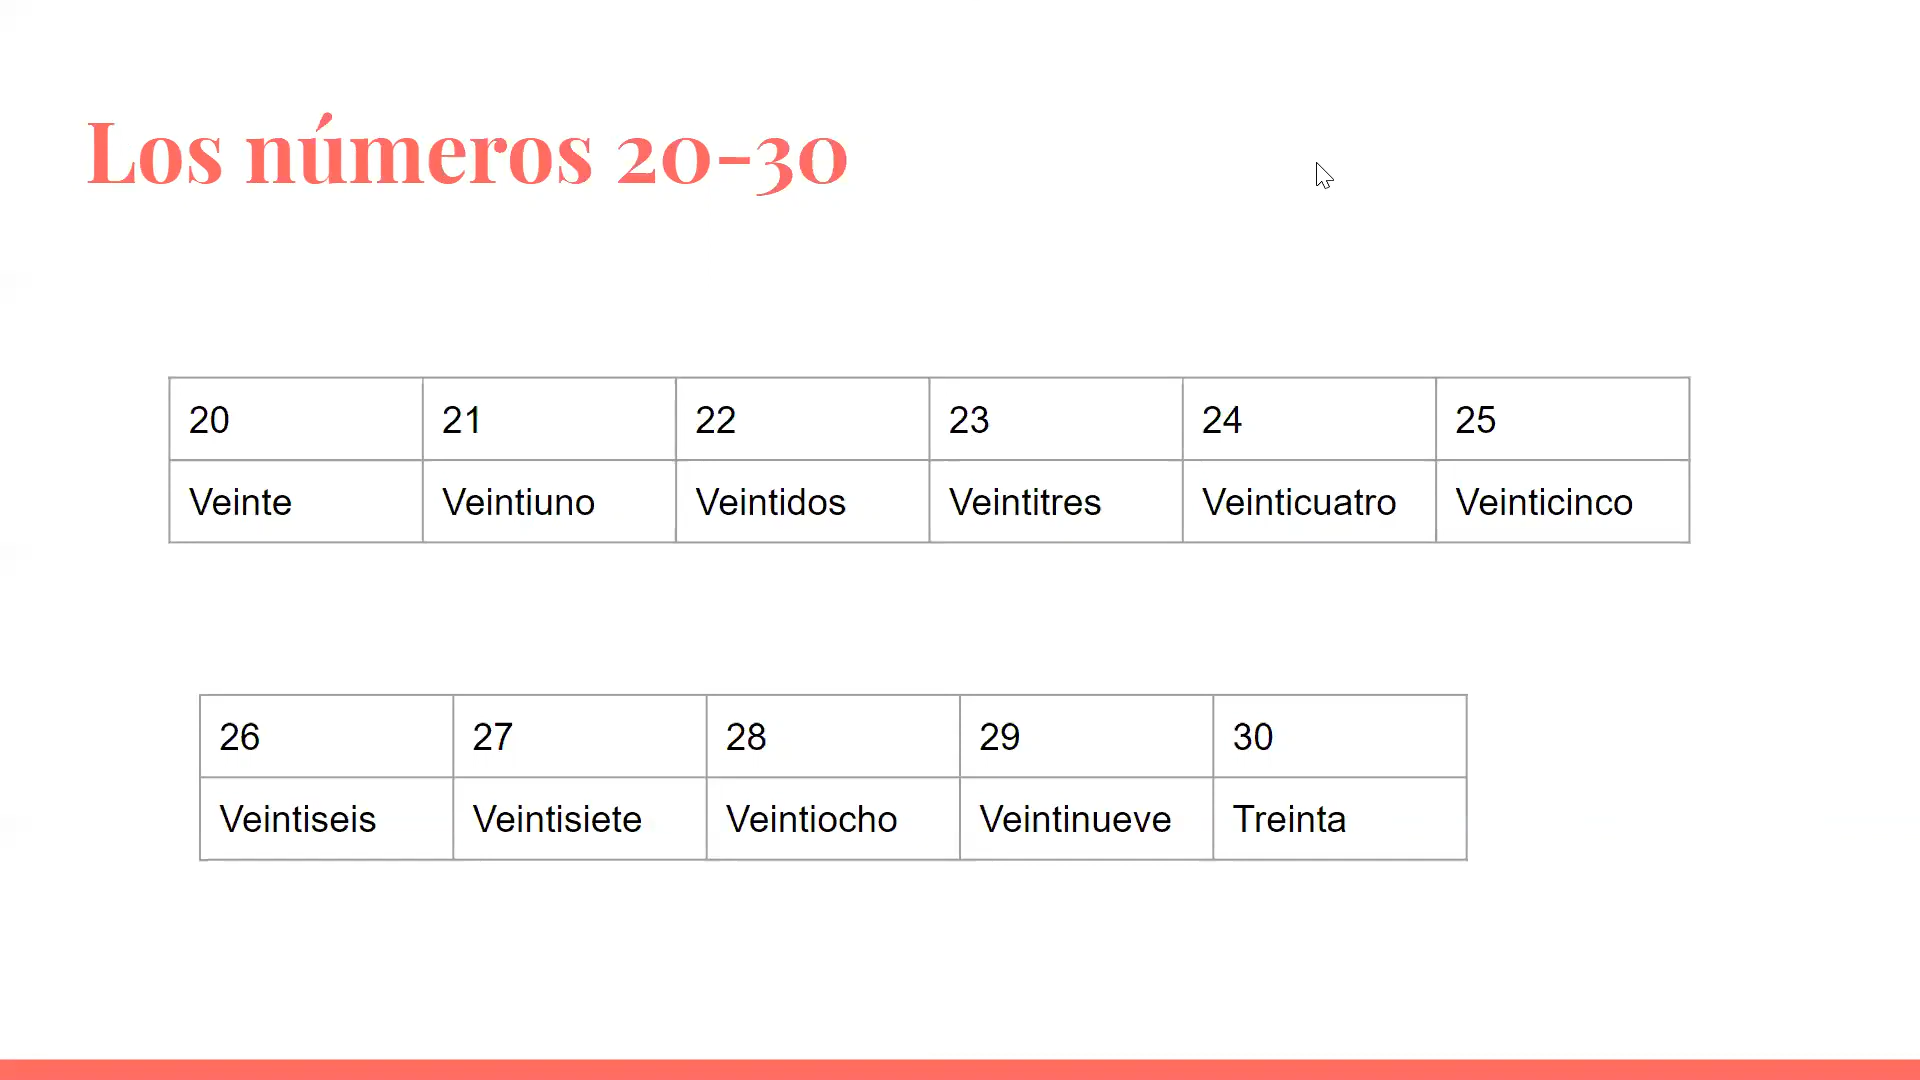 Los números 20-30
20 21 22 23 24 25
Veinte Veintiuno Veintidos Veintitres Veinticuatro Veinticinco
26 27 28 29 30
Veintiseis Veintisiete Veintiocho Veintinueve Treinta